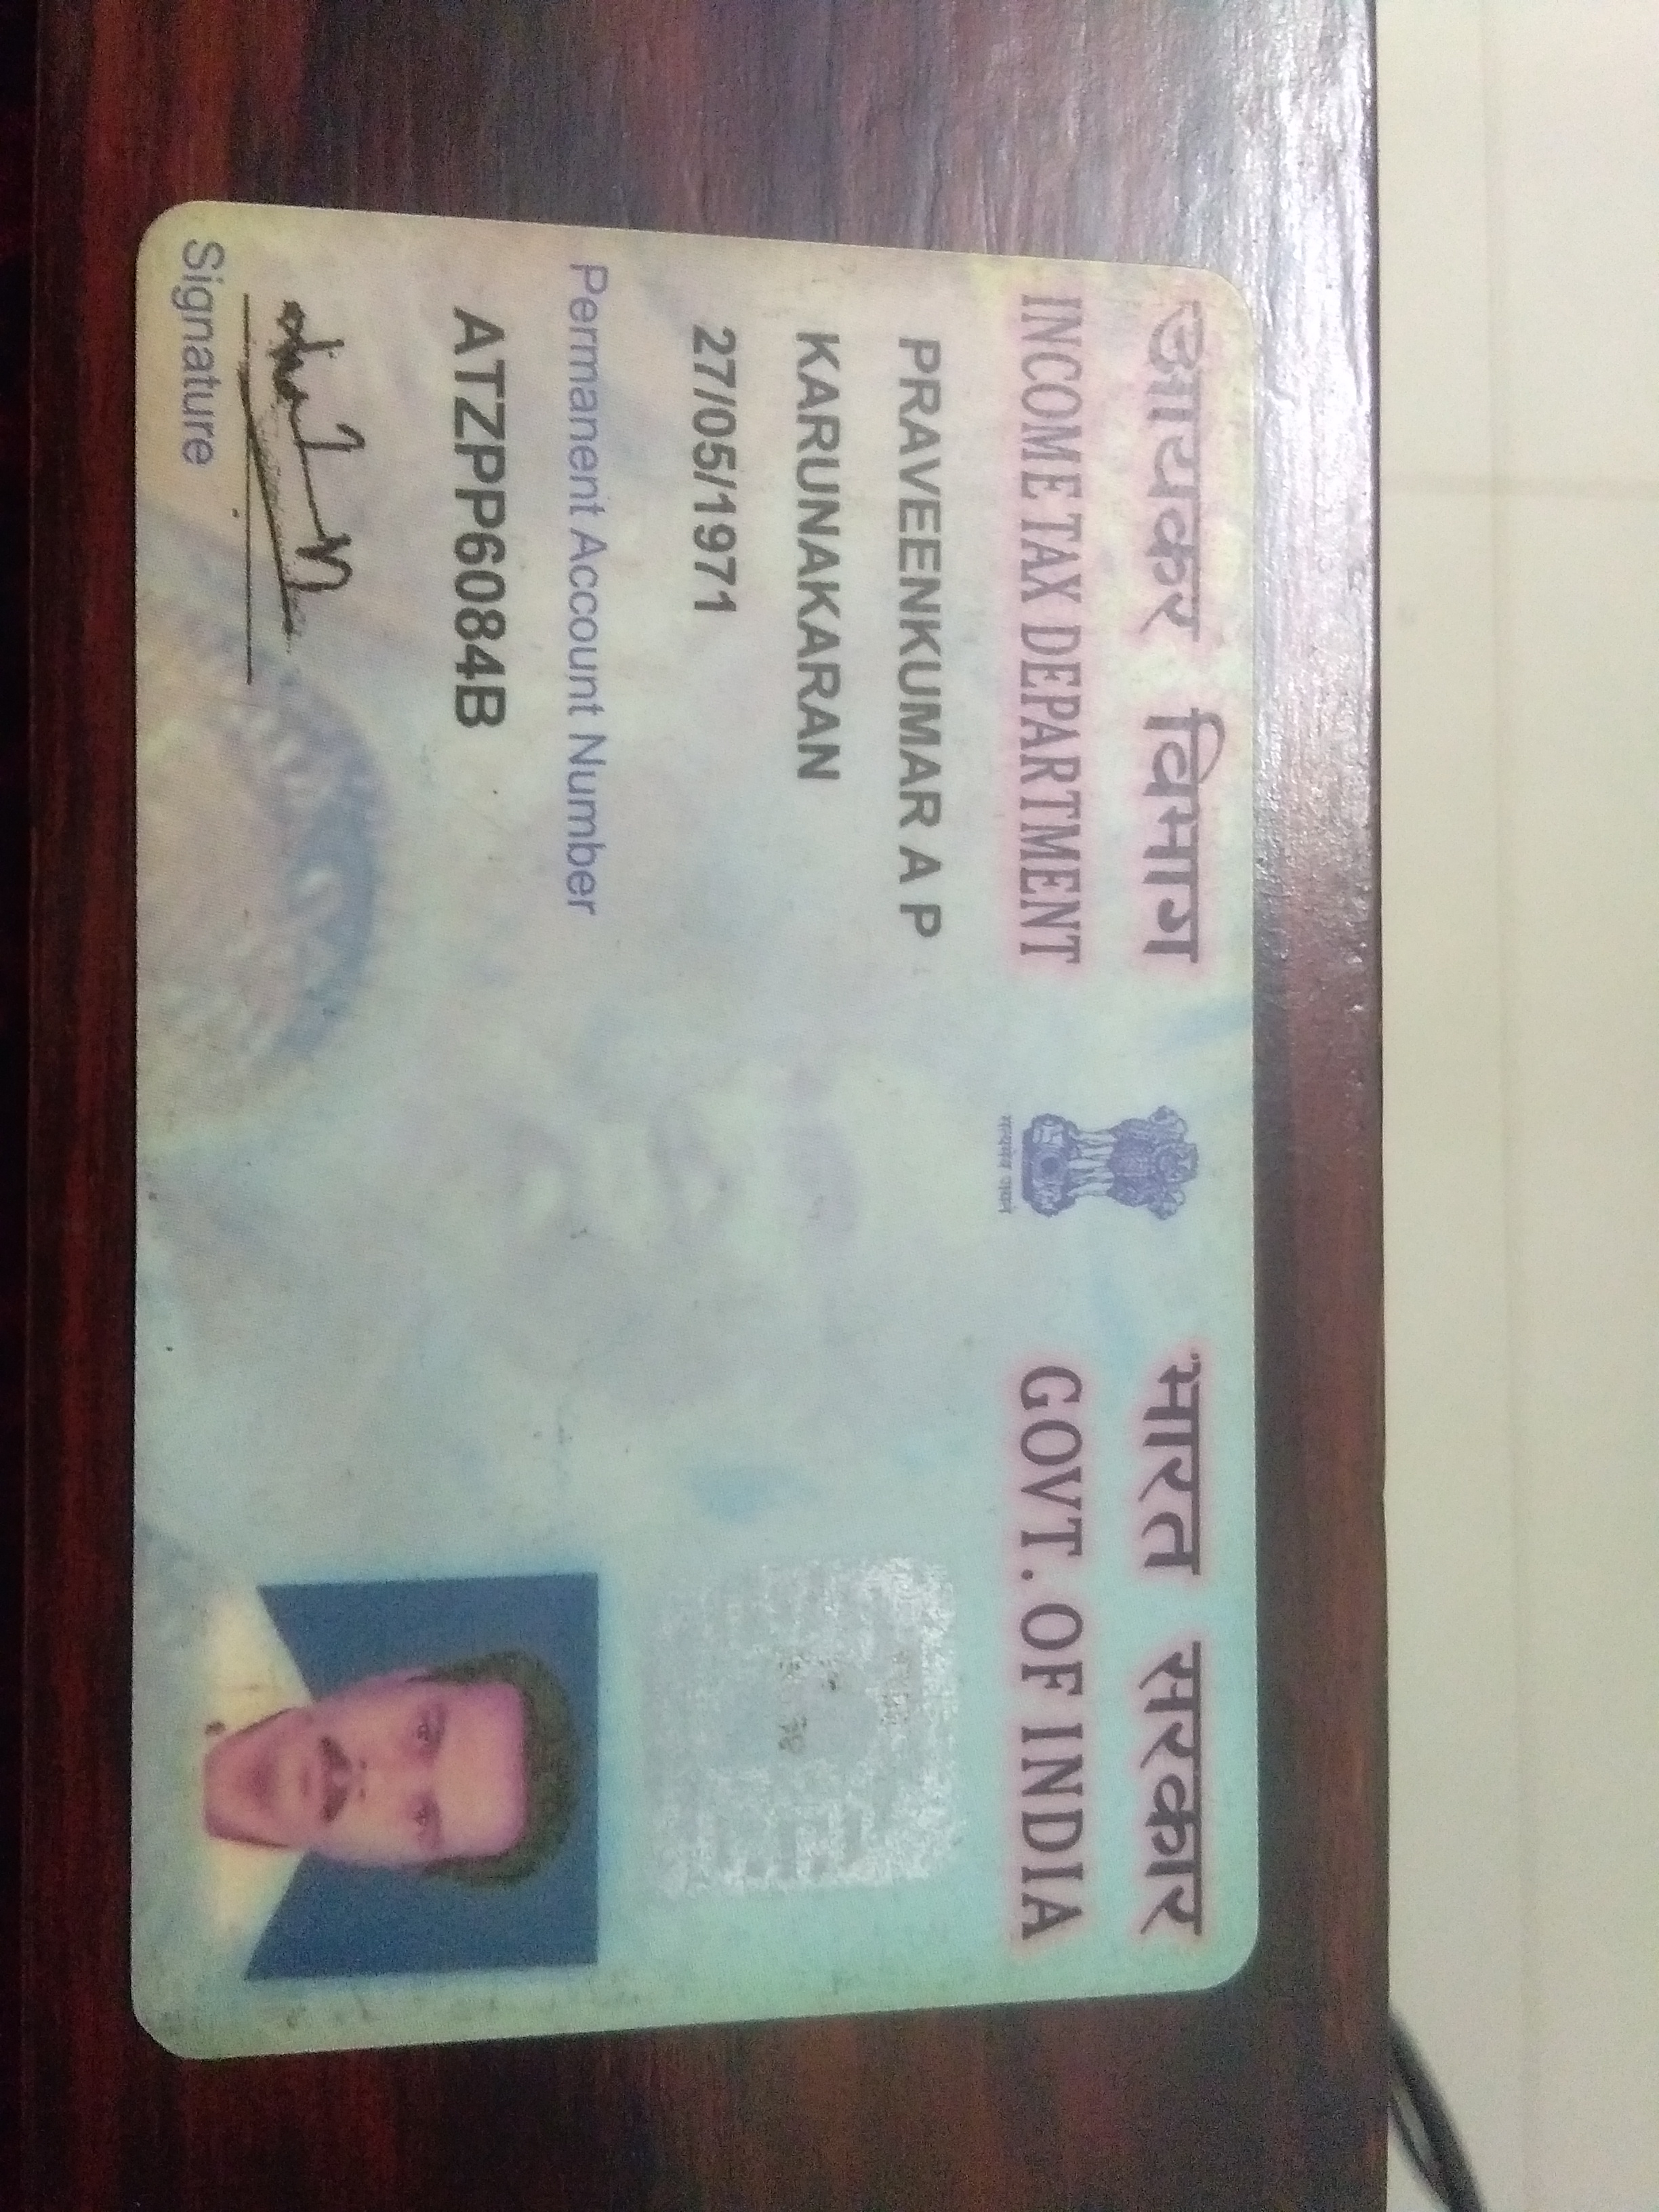 आयकर विभाग
INCOME TAX DEPARTMENT
भारत सरकार
GOVT. OF INDIA
सत्यमेव जयते
PRAVEENKUMAR A P
KARUNAKARAN
27/05/1971
Permanent Account Number
ATZPP6084B
Signature